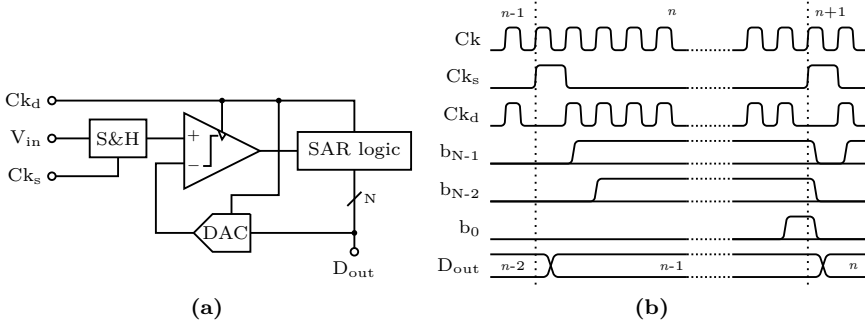 n-1 n n+1
Ck
Ck_s
Ck_d
b_N-1
b_N-2
b_0
D_out n-2 n-1 n
Ck_d
V_in S&H + SAR logic
Ck_s −
N
DAC
D_out
(a) (b)